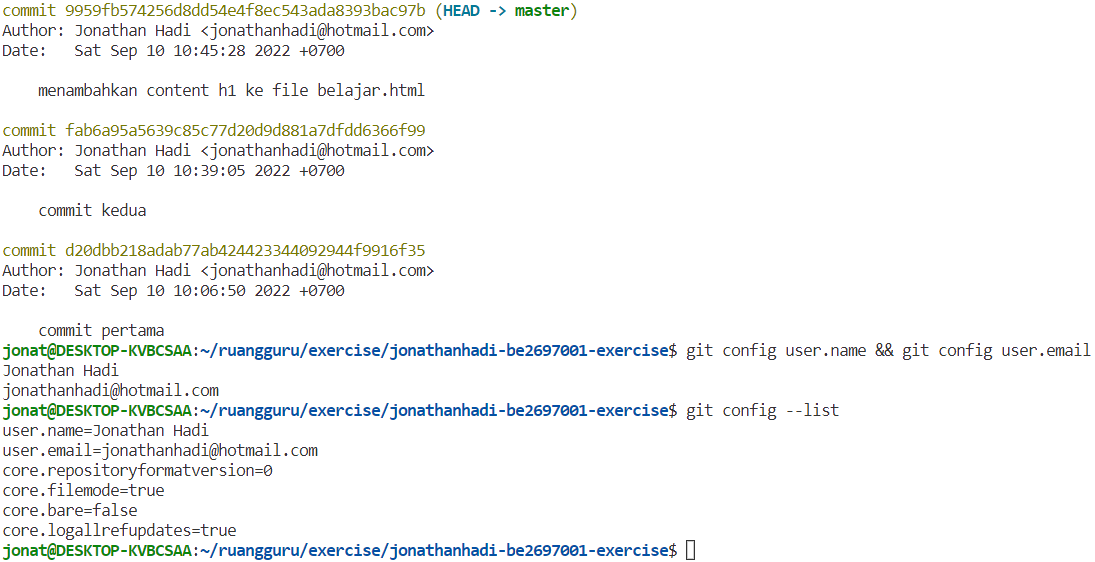 commit 9959fb574256d8dd54e4f8ec543ada8393bac97b (HEAD -> master)
Author: Jonathan Hadi <jonathanhadi@hotmail.com>
Date:   Sat Sep 10 10:45:28 2022 +0700
    menambahkan content h1 ke file belajar.html
commit fab6a95a5639c85c77d20d9d881a7dfdd6366f99
Author: Jonathan Hadi <jonathanhadi@hotmail.com>
Date:   Sat Sep 10 10:39:05 2022 +0700
    commit kedua
commit d20dbb218adab77ab424423344092944f9916f35
Author: Jonathan Hadi <jonathanhadi@hotmail.com>
Date:   Sat Sep 10 10:06:50 2022 +0700
    commit pertama
jonat@DESKTOP-KVBCSAA:~/ruangguru/exercise/jonathanhadi-be2697001-exercise$ git config user.name && git config user.email
Jonathan Hadi
jonathanhadi@hotmail.com
jonat@DESKTOP-KVBCSAA:~/ruangguru/exercise/jonathanhadi-be2697001-exercise$ git config --list
user.name=Jonathan Hadi
user.email=jonathanhadi@hotmail.com
core.repositoryformatversion=0
core.filemode=true
core.bare=false
core.logallrefupdates=true
jonat@DESKTOP-KVBCSAA:~/ruangguru/exercise/jonathanhadi-be2697001-exercise$